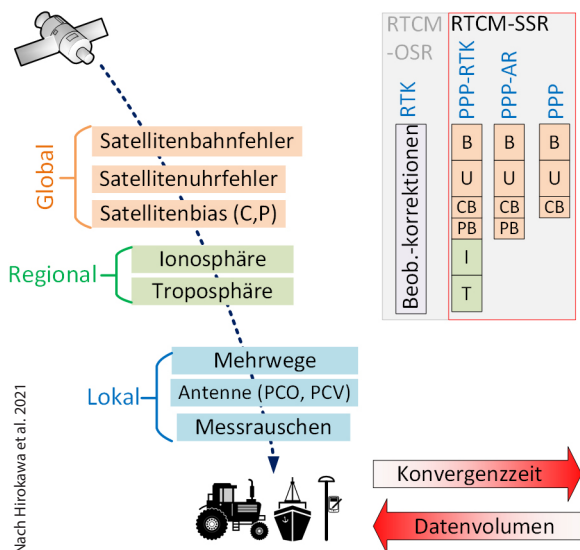 RTCM
-OSR
RTCM-SSR
RTK
PPP-RTK
PPP-AR
PPP
Beob.-korrektionen
B
B
B
U
U
U
CB
CB
CB
PB
PB
I
T
Global
Satellitenbahnfehler
Satellitenuhrfehler
Satellitenbias (C,P)
Regional
Ionosphäre
Troposphäre
Lokal
Mehrwege
Antenne (PCO, PCV)
Messrauschen
Konvergenzzeit
Datenvolumen
Nach Hirokawa et al. 2021